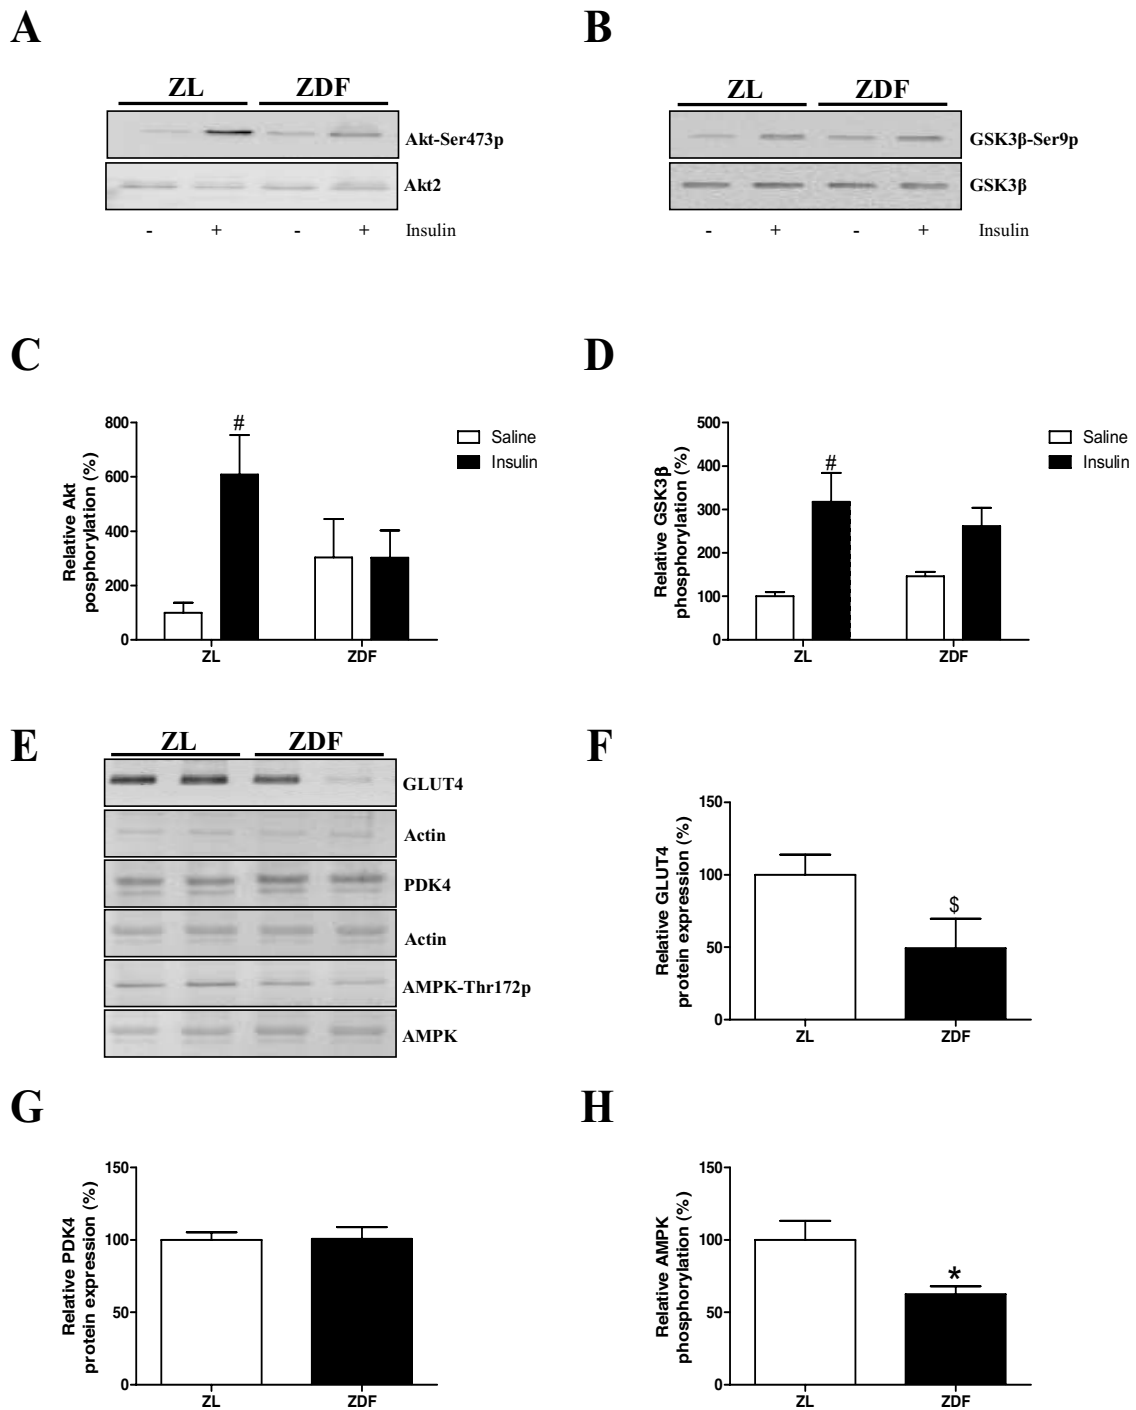 A
B
ZL ZDF
Akt-Ser473p
Akt2
- + - + Insulin
ZL ZDF
GSK3β-Ser9p
GSK3β
- + - + Insulin
C
Relative Akt
posphorylation (%)
800
600
400
200
0
#
ZL ZDF
Saline
Insulin
D
Relative GSK3β
phosphorylation (%)
500
400
300
200
100
0
#
ZL ZDF
Saline
Insulin
E
ZL ZDF
GLUT4
Actin
PDK4
Actin
AMPK-Thr172p
AMPK
F
Relative GLUT4
protein expression (%)
150
100
50
0
$
ZL ZDF
G
Relative PDK4
protein expression (%)
150
100
50
0
ZL ZDF
H
Relative AMPK
phosphorylation (%)
150
100
50
0
*
ZL ZDF